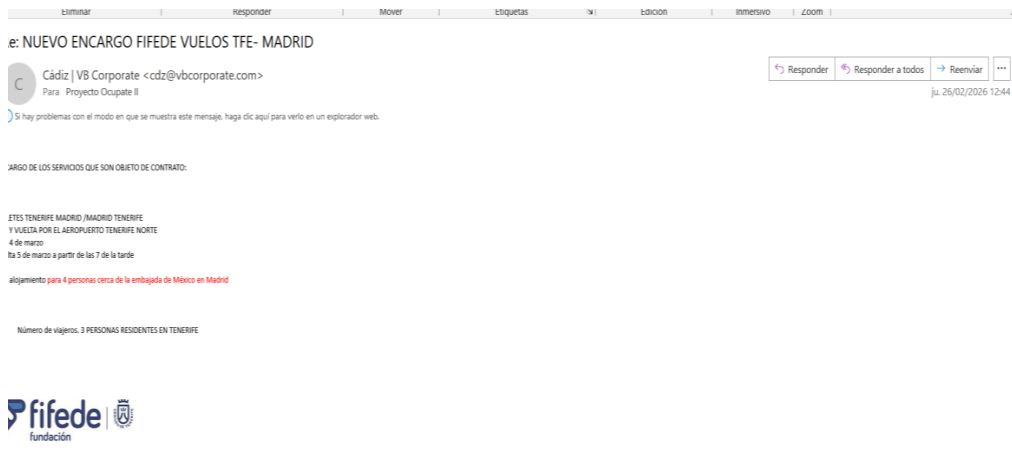 Eliminar Responder Mover Etiquetas Edición Inmersivo Zoom
e: NUEVO ENCARGO FIFEDE VUELOS TFE- MADRID
C
Cádiz | VB Corporate <cdz@vbcorporate.com>
Para Proyecto Ocupate II
Responder Responder a todos Reenviar ...
ju. 26/02/2026 12:44
Si hay problemas con el modo en que se muestra este mensaje, haga clic aquí para verlo en un explorador web.
ARGO DE LOS SERVICIOS QUE SON OBJETO DE CONTRATO:
ETES TENERIFE MADRID /MADRID TENERIFE
Y VUELTA POR EL AEROPUERTO TENERIFE NORTE
4 de marzo
lta 5 de marzo a partir de las 7 de la tarde
alojamiento para 4 personas cerca de la embajada de México en Madrid
Número de viajeros. 3 PERSONAS RESIDENTES EN TENERIFE
fifede
fundación